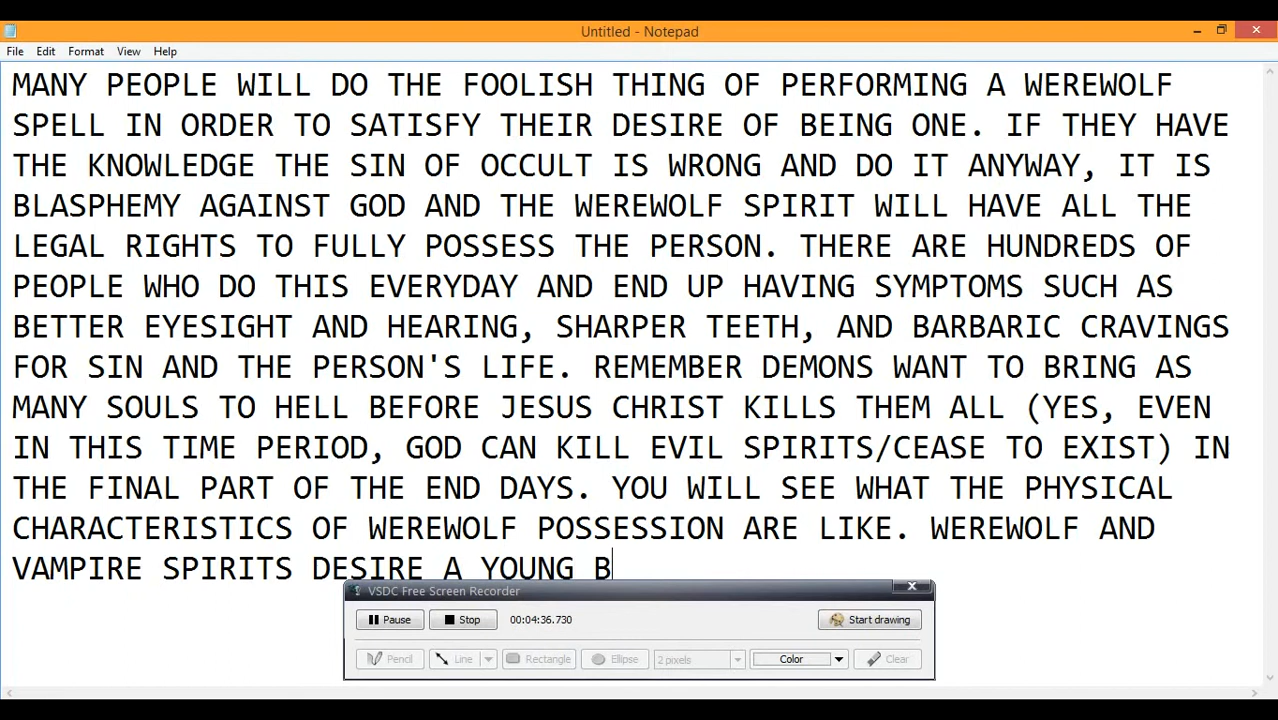 Untitled - Notepad
File Edit Format View Help
MANY PEOPLE WILL DO THE FOOLISH THING OF PERFORMING A WEREWOLF
SPELL IN ORDER TO SATISFY THEIR DESIRE OF BEING ONE. IF THEY HAVE
THE KNOWLEDGE THE SIN OF OCCULT IS WRONG AND DO IT ANYWAY, IT IS
BLASPHEMY AGAINST GOD AND THE WEREWOLF SPIRIT WILL HAVE ALL THE
LEGAL RIGHTS TO FULLY POSSESS THE PERSON. THERE ARE HUNDREDS OF
PEOPLE WHO DO THIS EVERYDAY AND END UP HAVING SYMPTOMS SUCH AS
BETTER EYESIGHT AND HEARING, SHARPER TEETH, AND BARBARIC CRAVINGS
FOR SIN AND THE PERSON'S LIFE. REMEMBER DEMONS WANT TO BRING AS
MANY SOULS TO HELL BEFORE JESUS CHRIST KILLS THEM ALL (YES, EVEN
IN THIS TIME PERIOD, GOD CAN KILL EVIL SPIRITS/CEASE TO EXIST) IN
THE FINAL PART OF THE END DAYS. YOU WILL SEE WHAT THE PHYSICAL
CHARACTERISTICS OF WEREWOLF POSSESSION ARE LIKE. WEREWOLF AND
VAMPIRE SPIRITS DESIRE A YOUNG B
VSDC Free Screen Recorder
Pause Stop 00:04:36.730 Start drawing
Pencil Line Rectangle Ellipse 2 pixels Color Clear